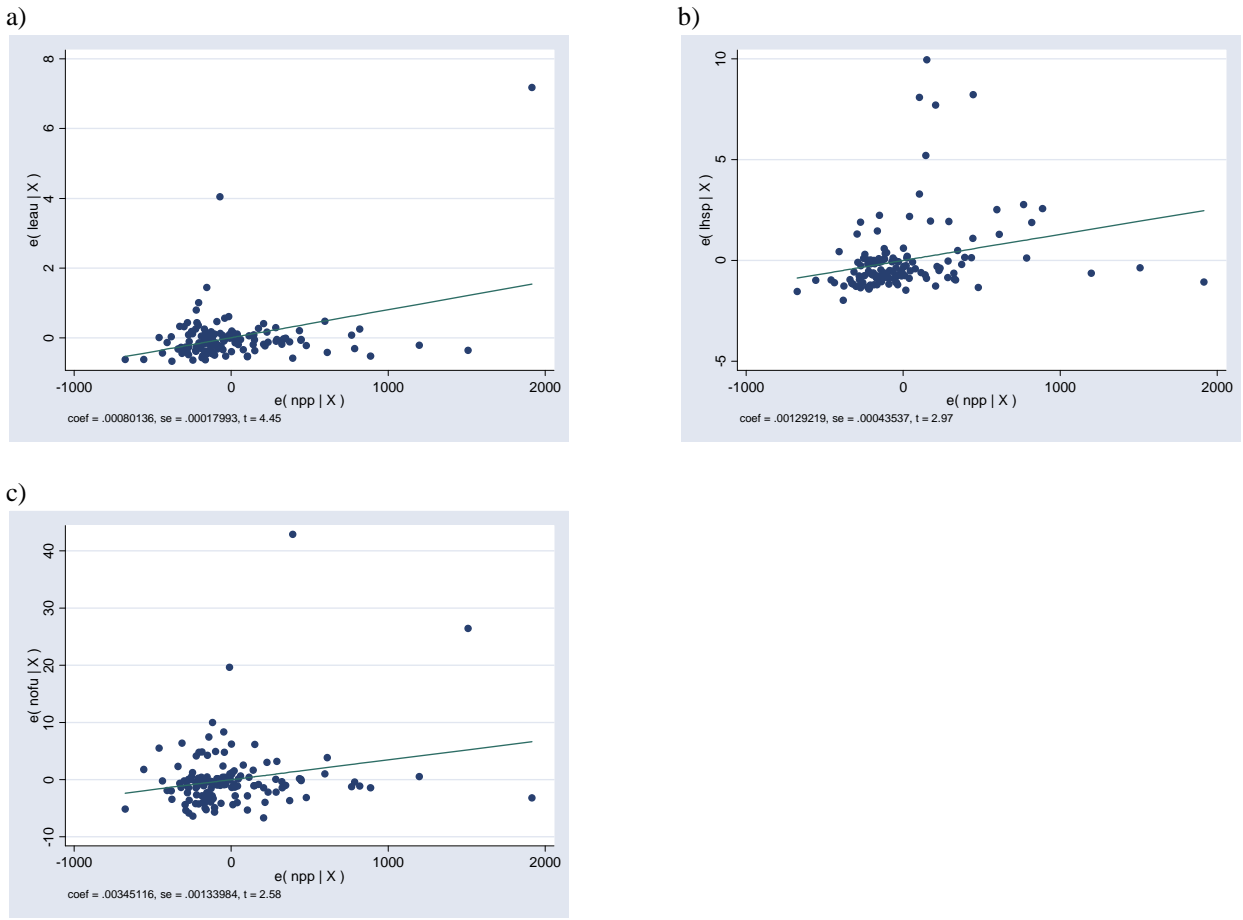 a)
8
6
4
2
0
e( leau | X )
-1000
0
1000
2000
e( npp | X )
coef = .00080136, se = .00017993, t = 4.45
b)
10
5
0
-5
e( lhsp | X )
-1000
0
1000
2000
e( npp | X )
coef = .00129219, se = .00043537, t = 2.97
c)
40
30
20
10
0
-10
e( nofu | X )
-1000
0
1000
2000
e( npp | X )
coef = .00345116, se = .00133984, t = 2.58